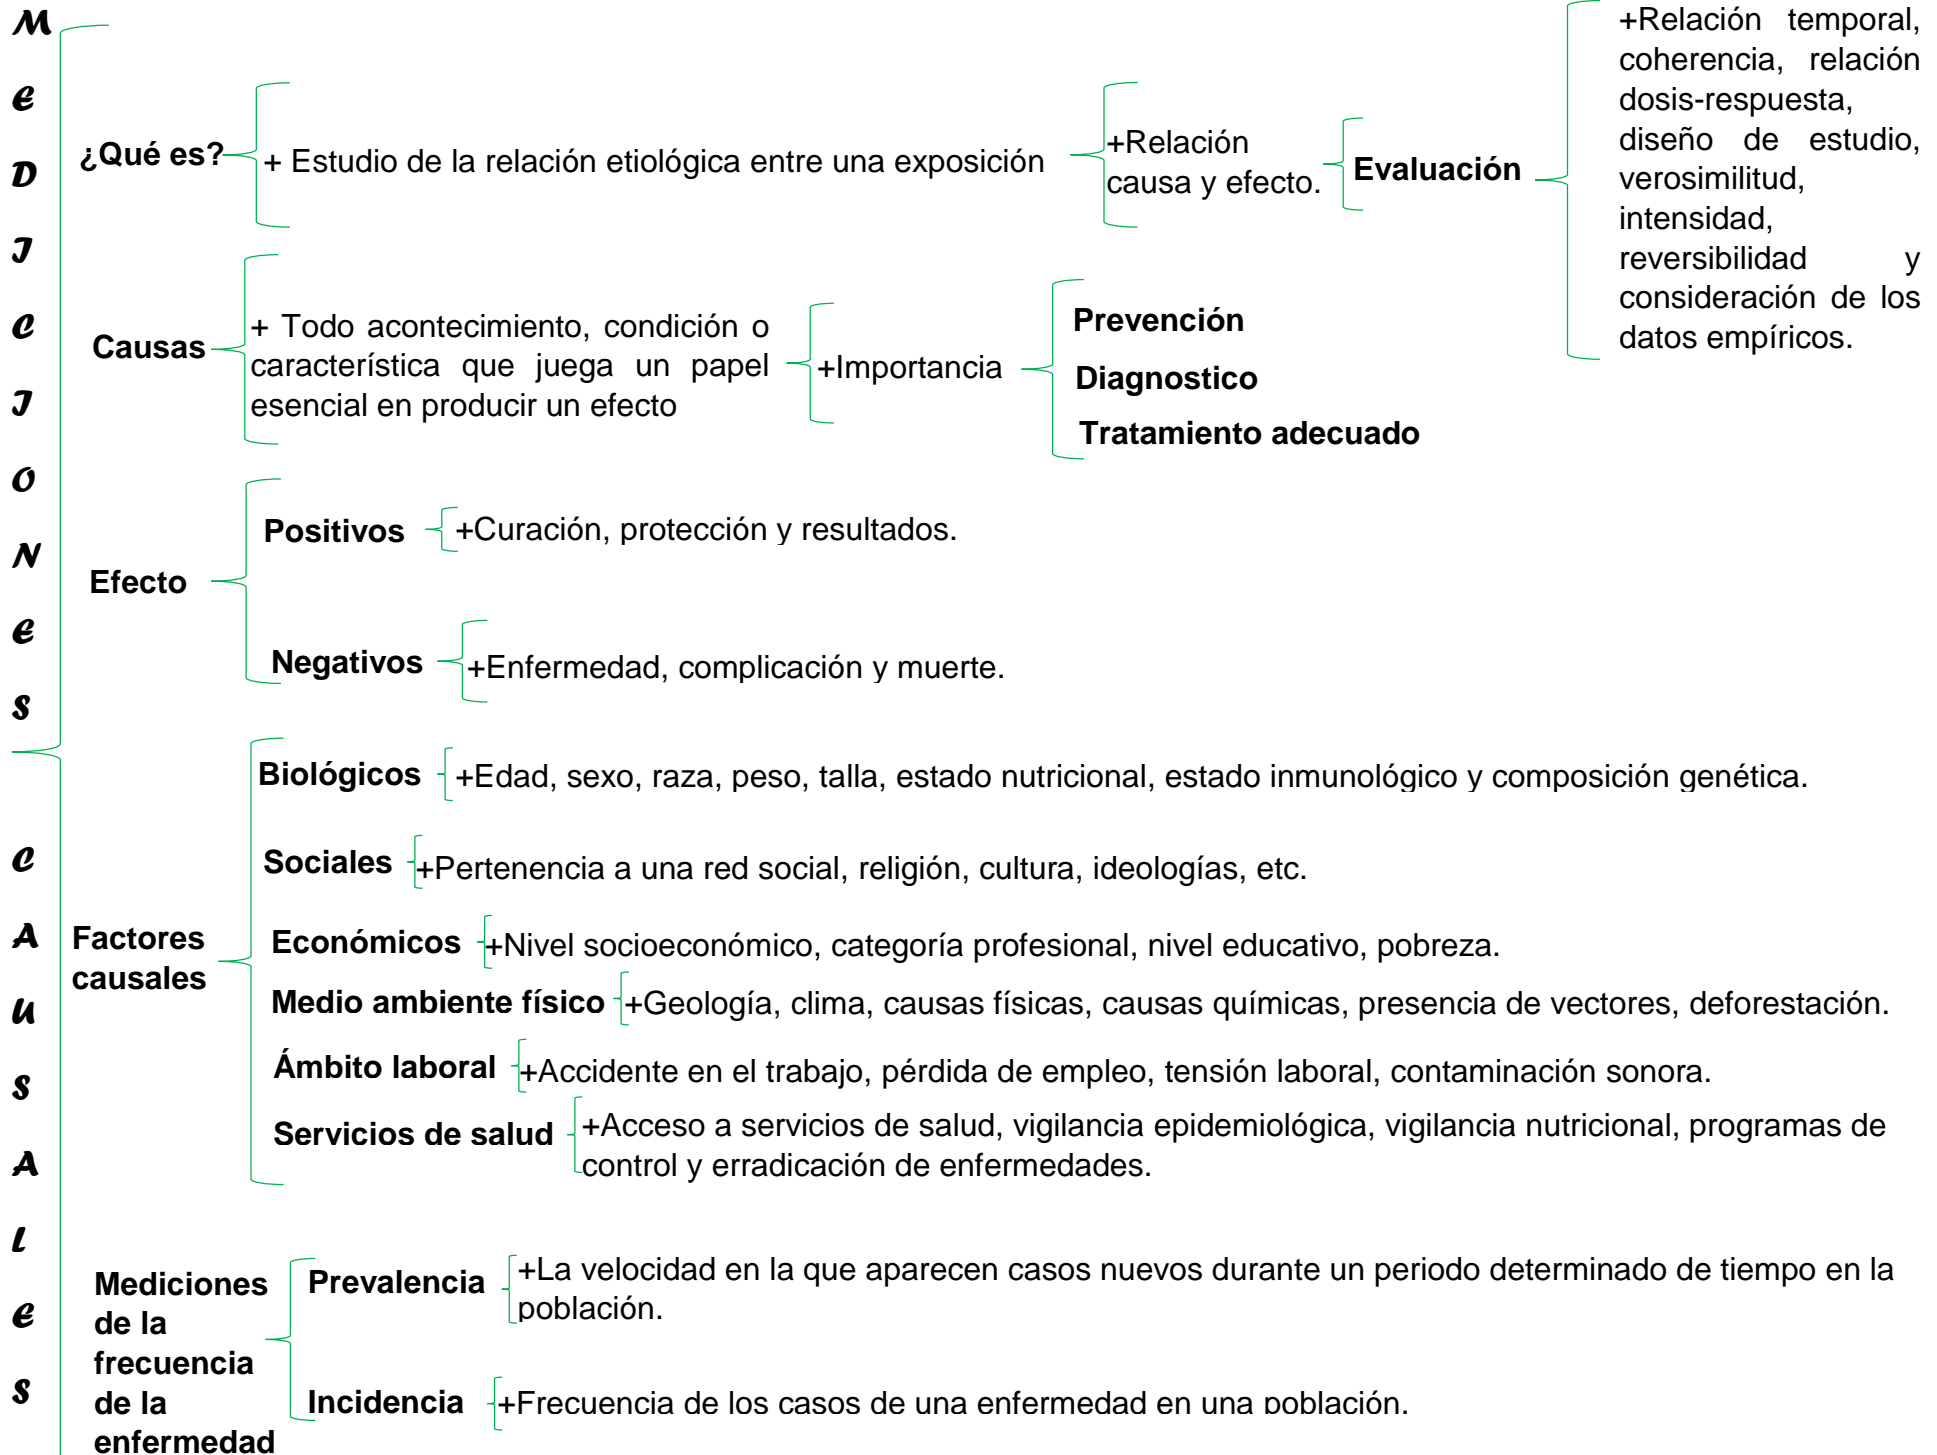 MEDICIONES CAUSALES
¿Qué es?
+ Estudio de la relación etiológica entre una exposición
+Relación
causa y efecto.
Evaluación
+Relación temporal,
coherencia, relación
dosis-respuesta,
diseño de estudio,
verosimilitud,
intensidad,
reversibilidad y
consideración de los
datos empíricos.
Causas
+ Todo acontecimiento, condición o
característica que juega un papel
esencial en producir un efecto
+Importancia
Prevención
Diagnostico
Tratamiento adecuado
Efecto
Positivos
+Curación, protección y resultados.
Negativos
+Enfermedad, complicación y muerte.
Factores
causales
Biológicos
+Edad, sexo, raza, peso, talla, estado nutricional, estado inmunológico y composición genética.
Sociales
+Pertenencia a una red social, religión, cultura, ideologías, etc.
Económicos
+Nivel socioeconómico, categoría profesional, nivel educativo, pobreza.
Medio ambiente físico
+Geología, clima, causas físicas, causas químicas, presencia de vectores, deforestación.
Ámbito laboral
+Accidente en el trabajo, pérdida de empleo, tensión laboral, contaminación sonora.
Servicios de salud
+Acceso a servicios de salud, vigilancia epidemiológica, vigilancia nutricional, programas de
control y erradicación de enfermedades.
Mediciones
de la
frecuencia
de la
enfermedad
Prevalencia
+La velocidad en la que aparecen casos nuevos durante un periodo determinado de tiempo en la
población.
Incidencia
+Frecuencia de los casos de una enfermedad en una población.